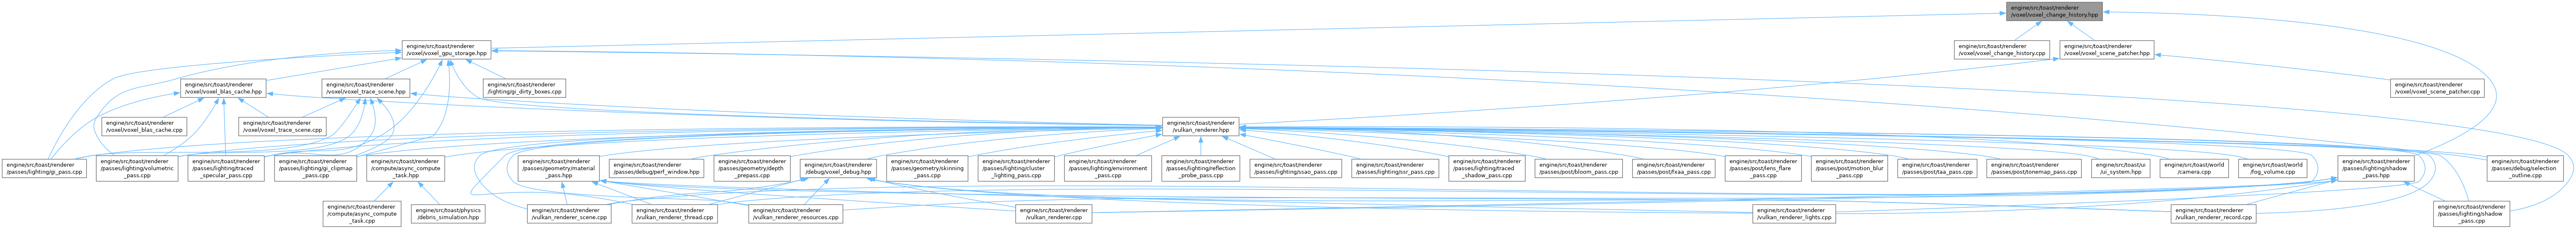 engine/src/toast/renderer
/voxel/voxel_change_history.hpp
engine/src/toast/renderer
/voxel/voxel_gpu_storage.hpp
engine/src/toast/renderer
/voxel/voxel_change_history.cpp
engine/src/toast/renderer
/voxel/voxel_scene_patcher.hpp
engine/src/toast/renderer
/voxel/voxel_blas_cache.hpp
engine/src/toast/renderer
/voxel/voxel_trace_scene.hpp
engine/src/toast/renderer
/lighting/gi_dirty_boxes.cpp
engine/src/toast/renderer
/voxel/voxel_scene_patcher.cpp
engine/src/toast/renderer
/voxel/voxel_blas_cache.cpp
engine/src/toast/renderer
/voxel/voxel_trace_scene.cpp
engine/src/toast/renderer
/vulkan_renderer.hpp
engine/src/toast/renderer
/passes/lighting/gi_pass.cpp
engine/src/toast/renderer
/passes/lighting/volumetric
_pass.cpp
engine/src/toast/renderer
/passes/lighting/traced
_specular_pass.cpp
engine/src/toast/renderer
/passes/lighting/gi_clipmap
_pass.cpp
engine/src/toast/renderer
/compute/async_compute
_task.hpp
engine/src/toast/renderer
/passes/geometry/material
_pass.hpp
engine/src/toast/renderer
/passes/debug/perf_window.hpp
engine/src/toast/renderer
/passes/geometry/depth
_prepass.cpp
engine/src/toast/renderer
/debug/voxel_debug.hpp
engine/src/toast/renderer
/passes/geometry/skinning
_pass.cpp
engine/src/toast/renderer
/passes/lighting/cluster
_lighting_pass.cpp
engine/src/toast/renderer
/passes/lighting/environment
_pass.cpp
engine/src/toast/renderer
/passes/lighting/reflection
_probe_pass.cpp
engine/src/toast/renderer
/passes/lighting/ssao_pass.cpp
engine/src/toast/renderer
/passes/lighting/ssr_pass.cpp
engine/src/toast/renderer
/passes/lighting/traced
_shadow_pass.cpp
engine/src/toast/renderer
/passes/post/bloom_pass.cpp
engine/src/toast/renderer
/passes/post/fxaa_pass.cpp
engine/src/toast/renderer
/passes/post/lens_flare
_pass.cpp
engine/src/toast/renderer
/passes/post/motion_blur
_pass.cpp
engine/src/toast/renderer
/passes/post/taa_pass.cpp
engine/src/toast/renderer
/passes/post/tonemap_pass.cpp
engine/src/toast/ui
/ui_system.hpp
engine/src/toast/world
/camera.cpp
engine/src/toast/world
/fog_volume.cpp
engine/src/toast/renderer
/passes/lighting/shadow
_pass.hpp
engine/src/toast/renderer
/passes/debug/selection
_outline.cpp
engine/src/toast/renderer
/compute/async_compute
_task.cpp
engine/src/toast/physics
/debris_simulation.hpp
engine/src/toast/renderer
/vulkan_renderer_scene.cpp
engine/src/toast/renderer
/vulkan_renderer_thread.cpp
engine/src/toast/renderer
/vulkan_renderer_resources.cpp
engine/src/toast/renderer
/vulkan_renderer.cpp
engine/src/toast/renderer
/vulkan_renderer_lights.cpp
engine/src/toast/renderer
/vulkan_renderer_record.cpp
engine/src/toast/renderer
/passes/lighting/shadow
_pass.cpp